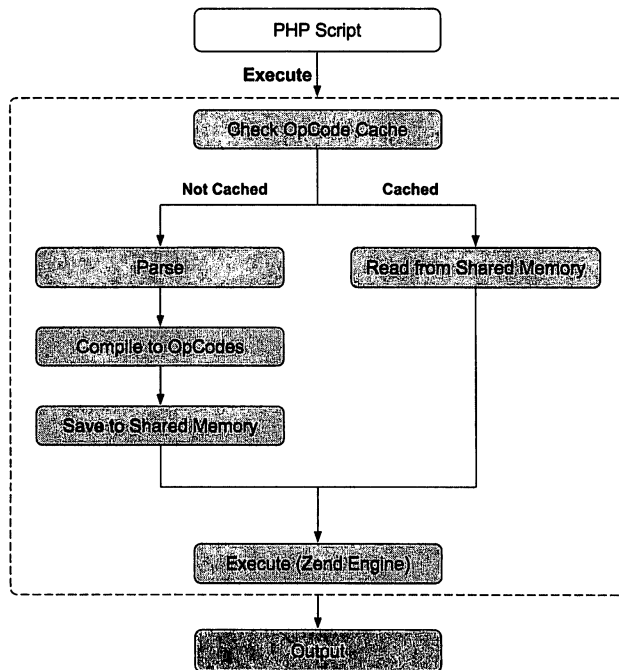 PHP Script
Execute
Check OpCode Cache
Not Cached
Cached
Parse
Read from Shared Memory
Compile to OpCodes
Save to Shared Memory
Execute (Zend Engine)
Output